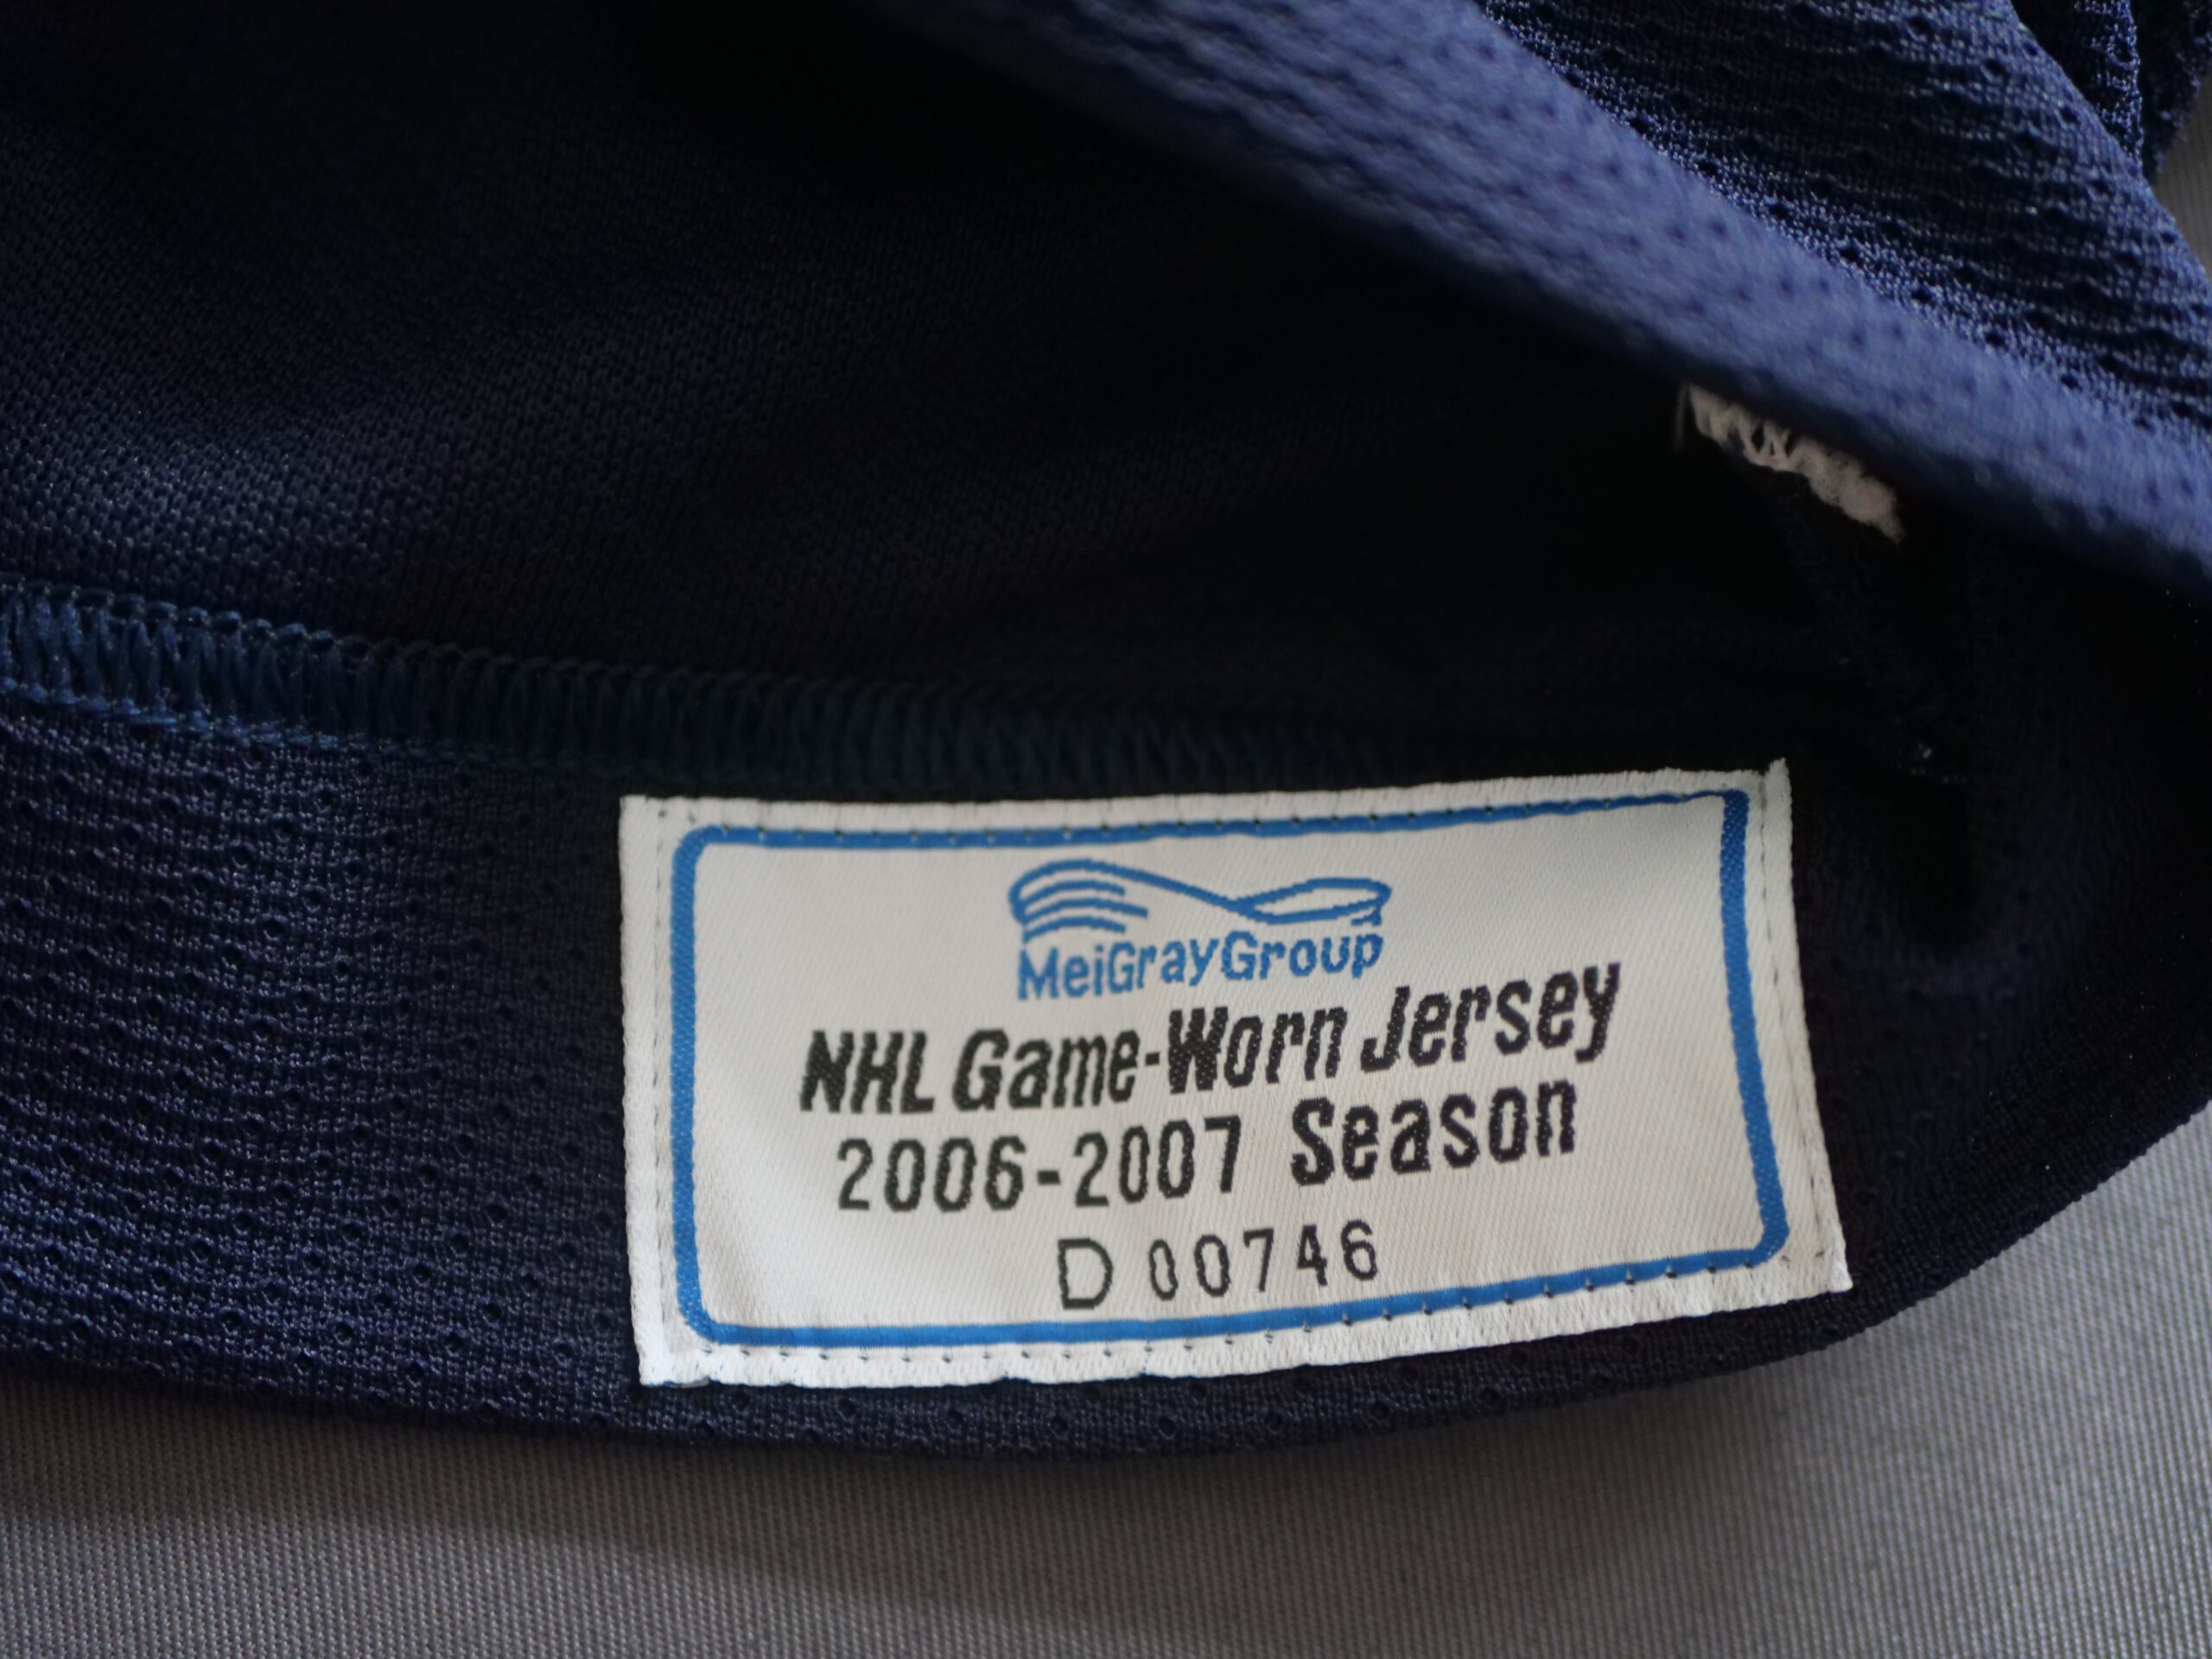 MeiGrayGroup
NHL Game-Worn Jersey
2006-2007 Season
D 00746